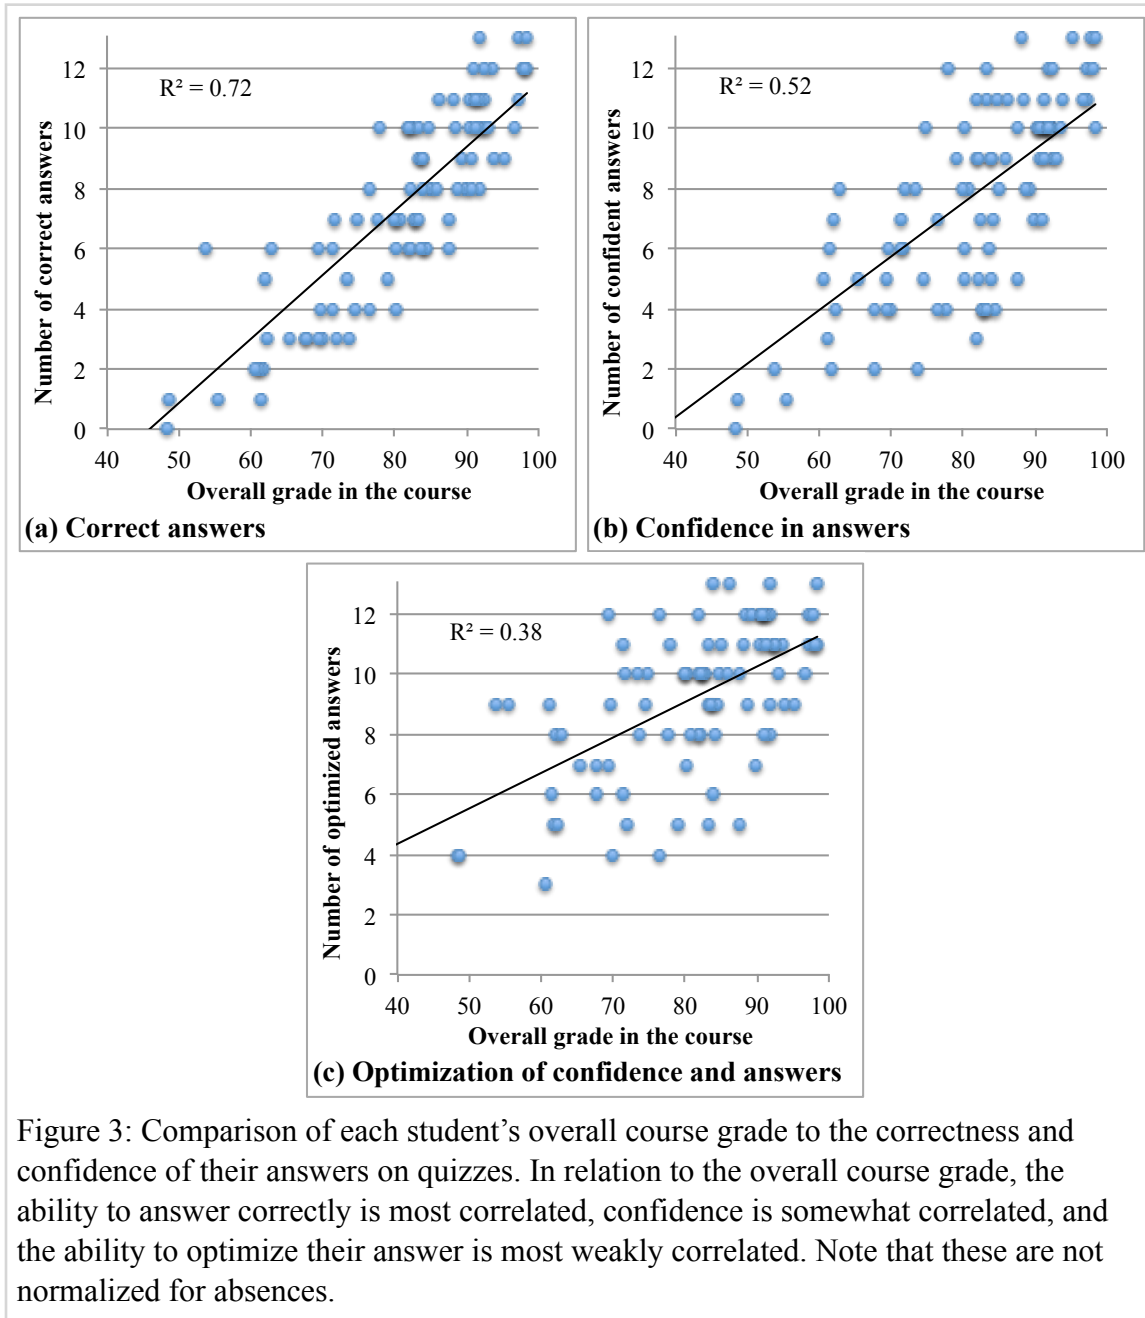 R² = 0.72
Number of correct answers
12
10
8
6
4
2
0
40 50 60 70 80 90 100
Overall grade in the course
(a) Correct answers
R² = 0.52
Number of confident answers
12
10
8
6
4
2
0
40 50 60 70 80 90 100
Overall grade in the course
(b) Confidence in answers
R² = 0.38
Number of optimized answers
12
10
8
6
4
2
0
40 50 60 70 80 90 100
Overall grade in the course
(c) Optimization of confidence and answers
Figure 3: Comparison of each student’s overall course grade to the correctness and
confidence of their answers on quizzes. In relation to the overall course grade, the
ability to answer correctly is most correlated, confidence is somewhat correlated, and
the ability to optimize their answer is most weakly correlated. Note that these are not
normalized for absences.